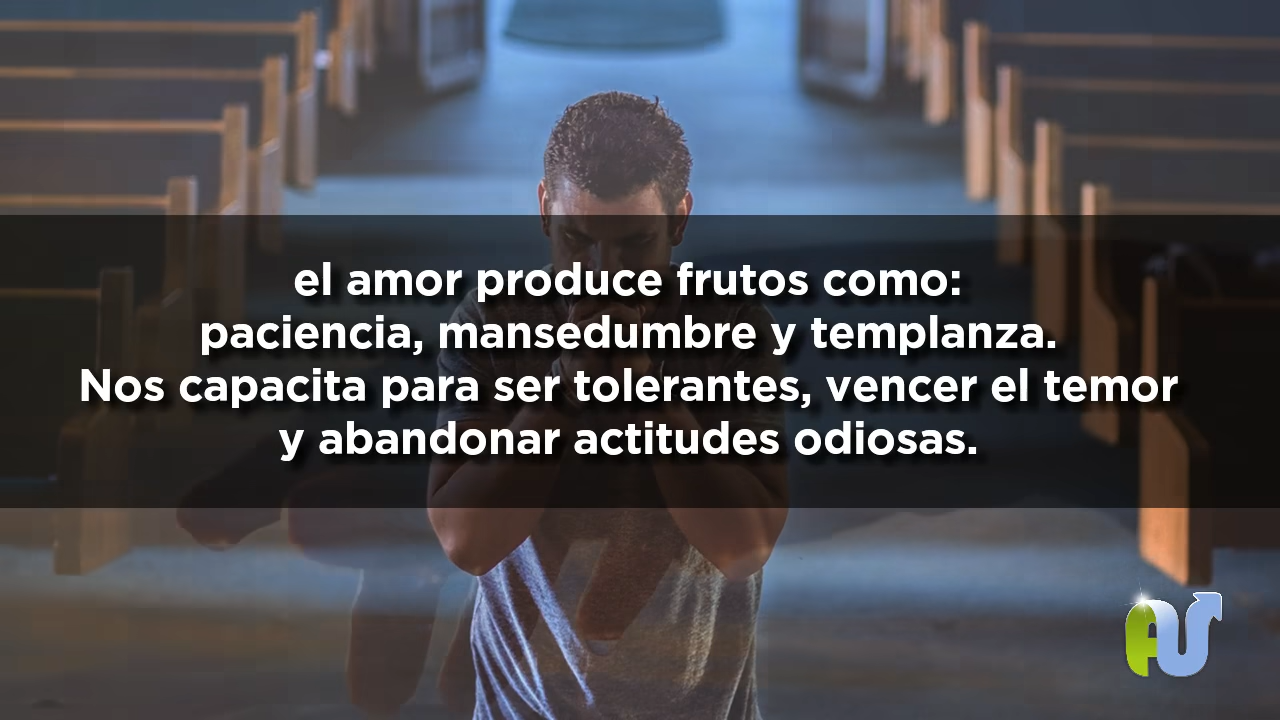 el amor produce frutos como:
paciencia, mansedumbre y templanza.
Nos capacita para ser tolerantes, vencer el temor
y abandonar actitudes odiosas.
AU